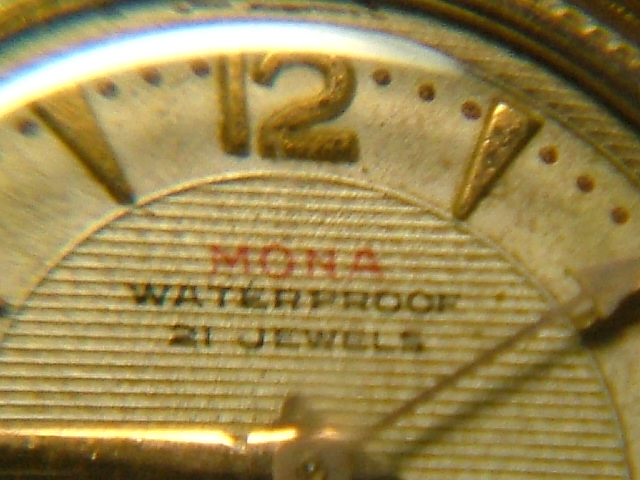 12
MONA
WATERPROOF
21 JEWELS